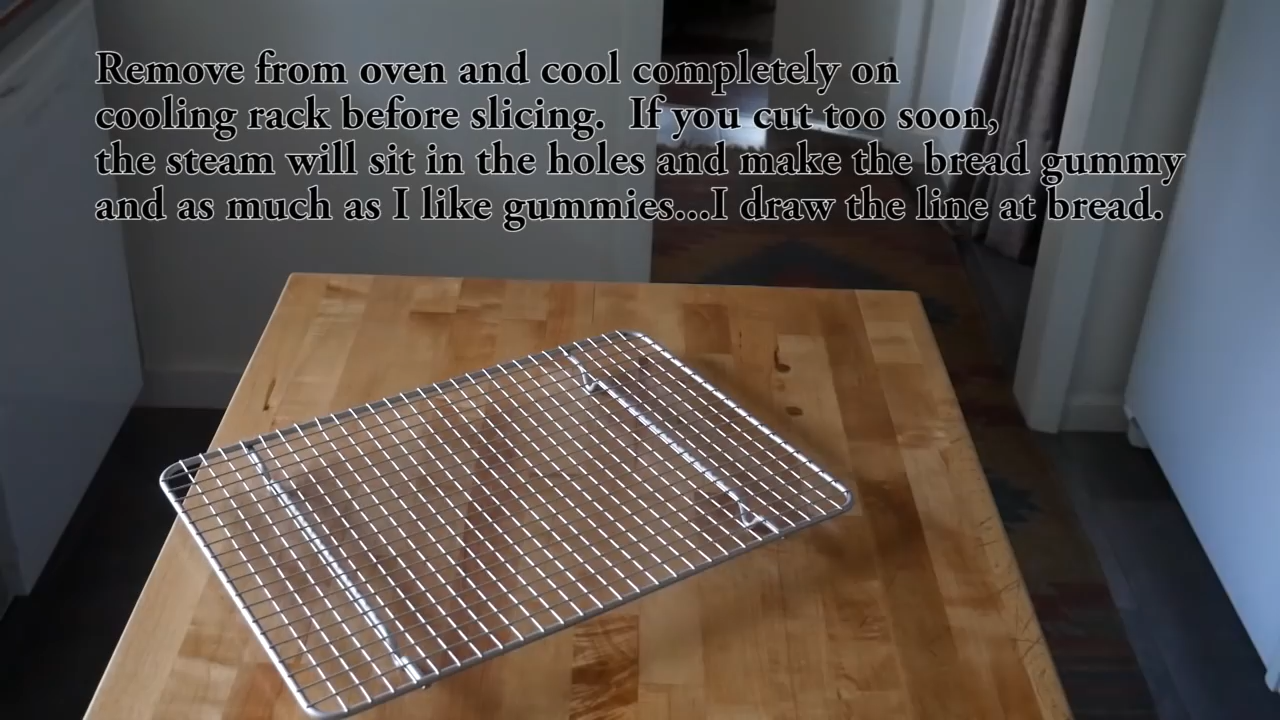 Remove from oven and cool completely on
cooling rack before slicing.  If you cut too soon,
the steam will sit in the holes and make the bread gummy
and as much as I like gummies...I draw the line at bread.